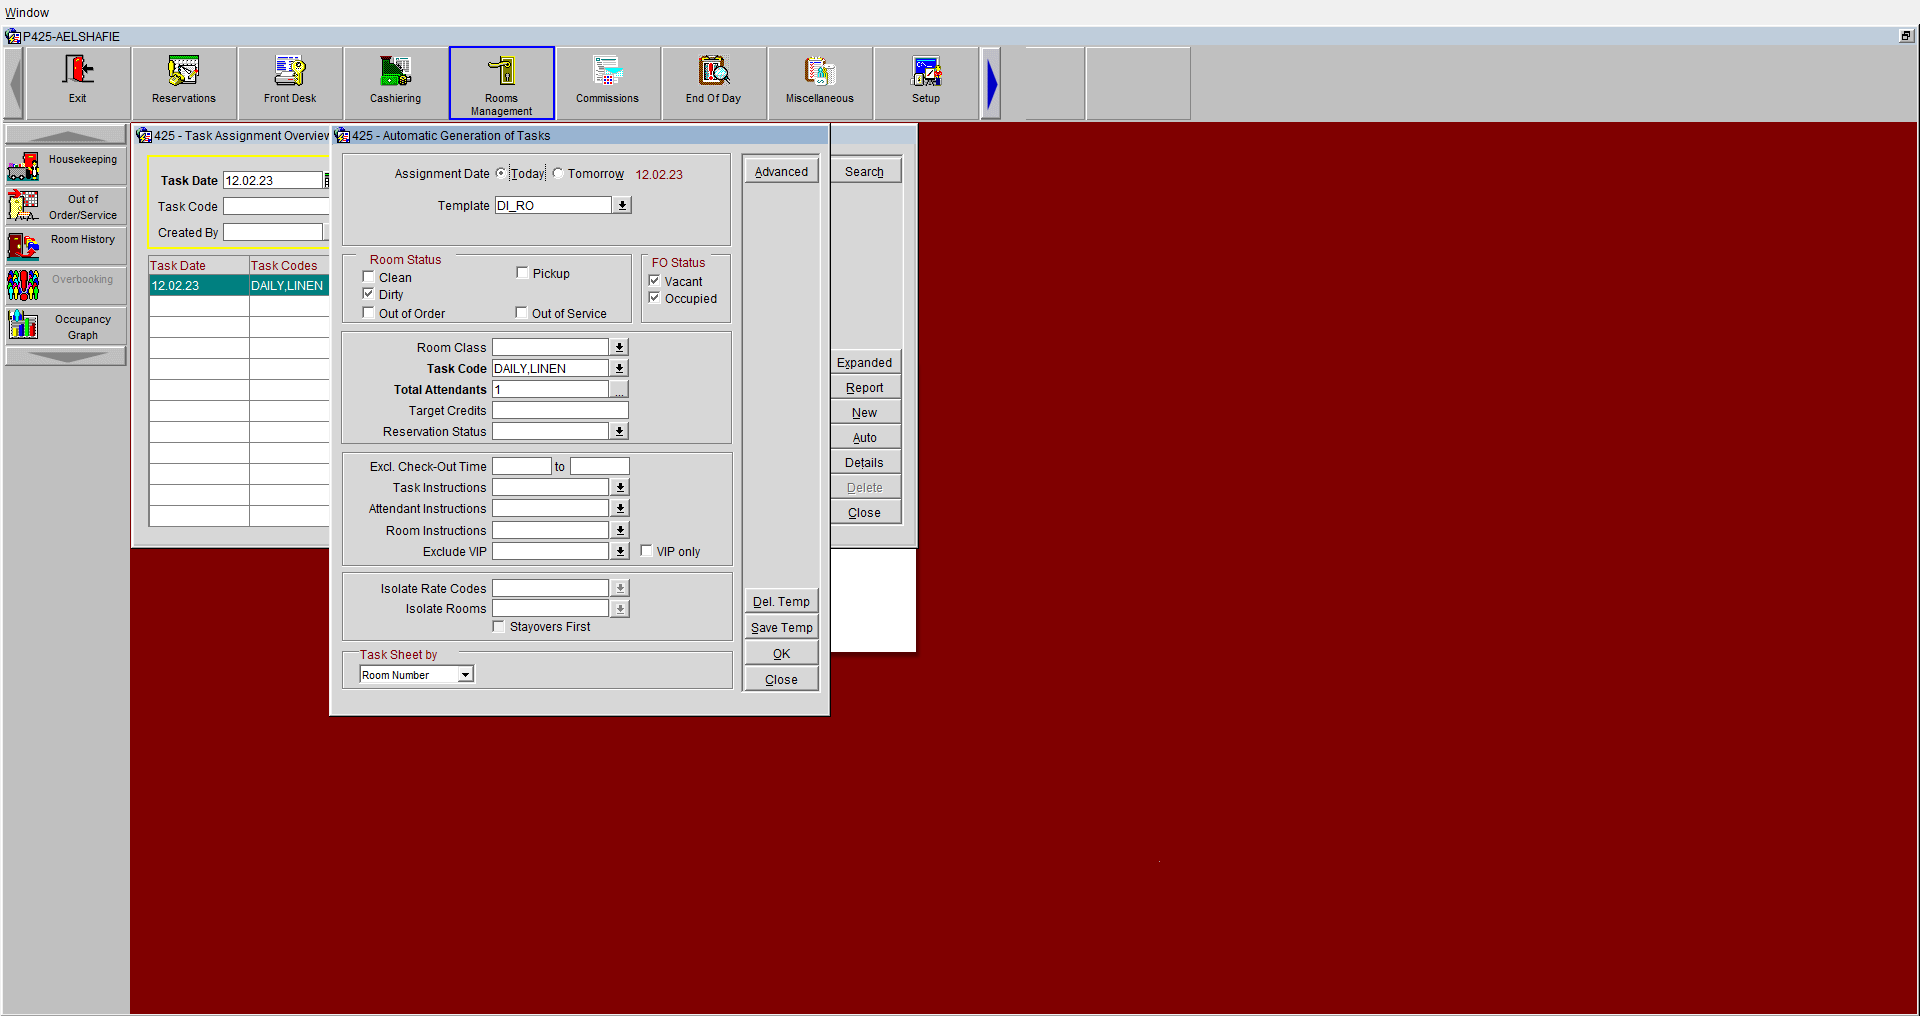 Window
P425-AELSHAFIE
Exit
Reservations
Front Desk
Cashiering
Rooms
Management
Commissions
End Of Day
Miscellaneous
Setup
Housekeeping
Out of
Order/Service
Room History
Overbooking
Occupancy
Graph
425 - Task Assignment Overview
Task Date 12.02.23
Task Code
Created By
Task Date Task Codes
12.02.23 DAILY,LINEN
425 - Automatic Generation of Tasks
Assignment Date Today Tomorrow 12.02.23
Template DI_RO
Room Status
Clean
Pickup
Dirty
Out of Order
Out of Service
FO Status
Vacant
Occupied
Room Class
Task Code DAILY,LINEN
Total Attendants 1 ...
Target Credits
Reservation Status
Excl. Check-Out Time to
Task Instructions
Attendant Instructions
Room Instructions
Exclude VIP VIP only
Isolate Rate Codes
Isolate Rooms
Stayovers First
Task Sheet by
Room Number
Advanced
Del. Temp
Save Temp
OK
Close
Search
Expanded
Report
New
Auto
Details
Delete
Close